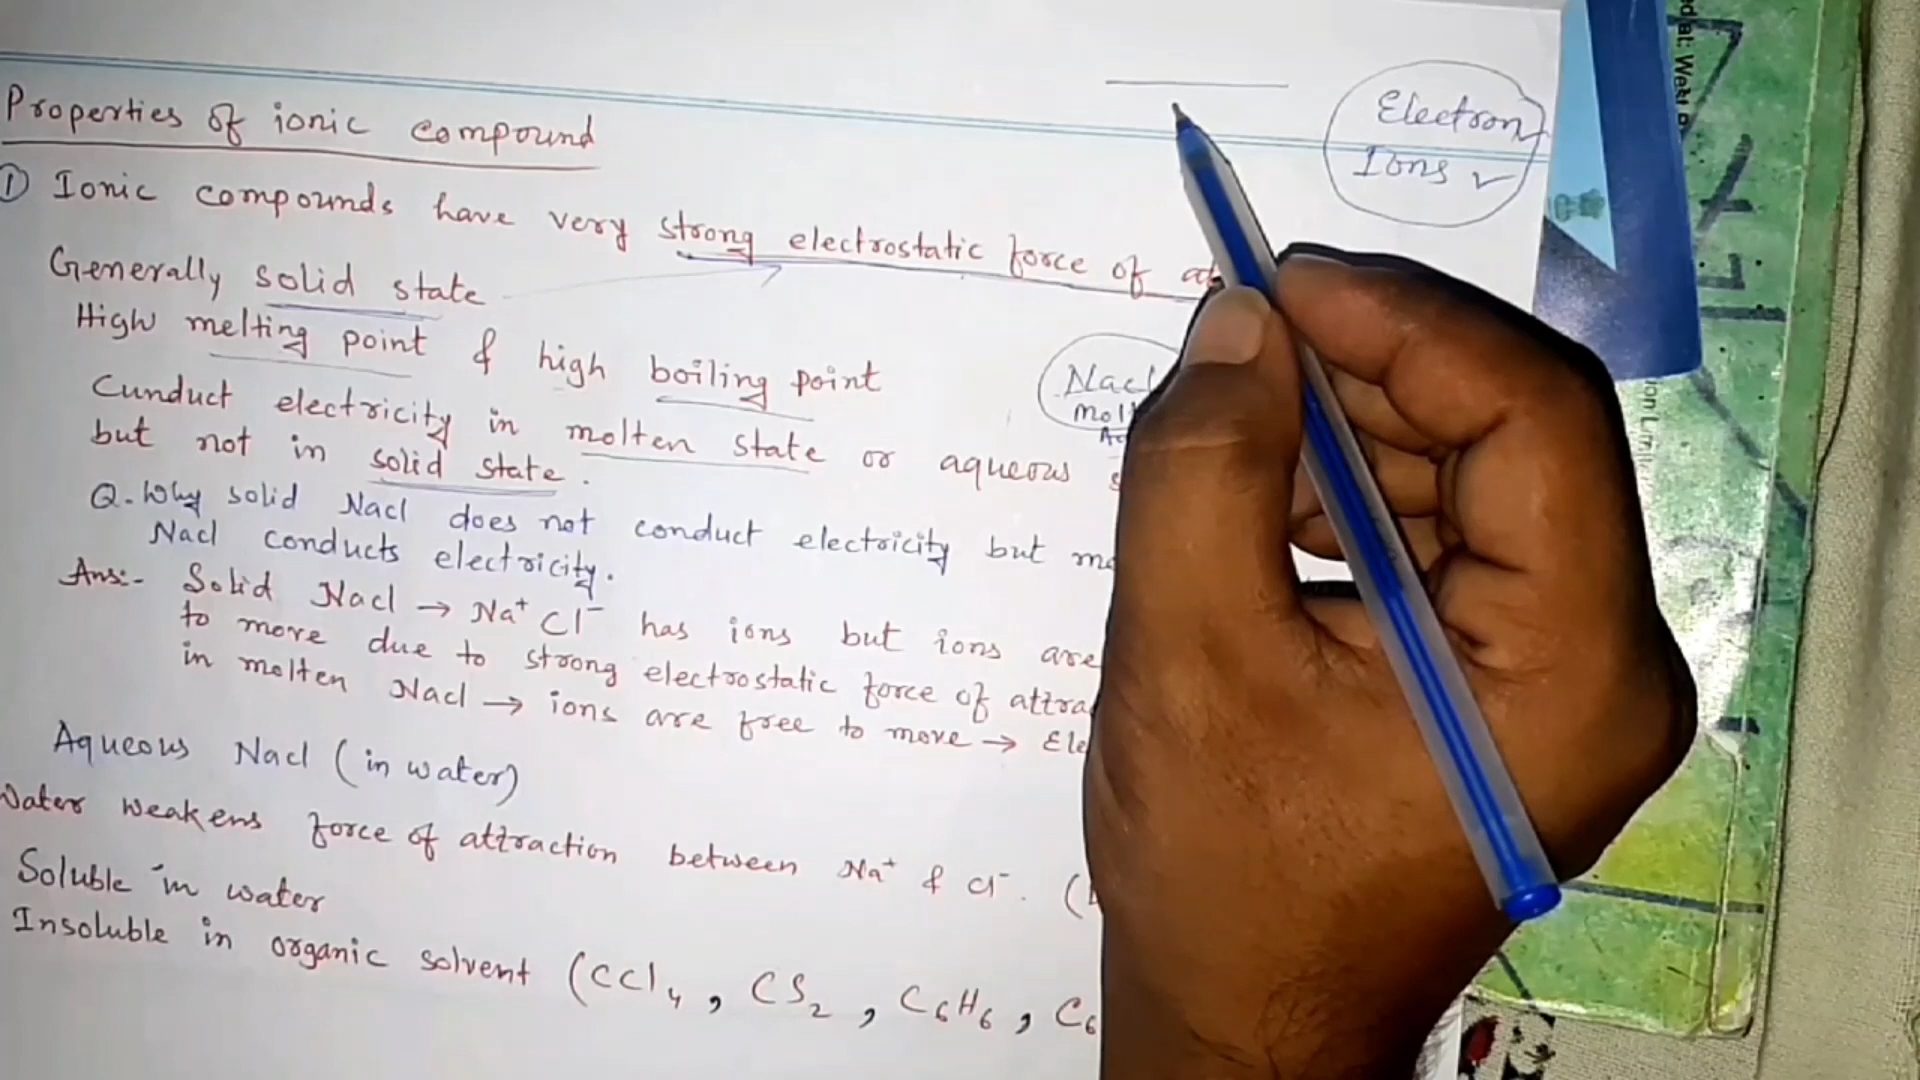 Properties of ionic compound
Electron
Ions ✓
① Ionic compounds have very strong electrostatic force of
Generally solid state
High melting point & high boiling point
Nacl
Cunduct electricity in molten state or aqueous
but not in solid state.
Q. Why solid Nacl does not conduct electricity but
Nacl conducts electricity.
Ans:- Solid Nacl → Na⁺ Cl⁻ has ions but ions are
to move due to strong electrostatic force of
in molten Nacl → ions are free to move →
Aqueous Nacl (in water)
Water weakens force of attraction between Na⁺ & Cl⁻. (
Soluble in water
Insoluble in organic solvent (CCl₄, CS₂, C₆H₆, C₆